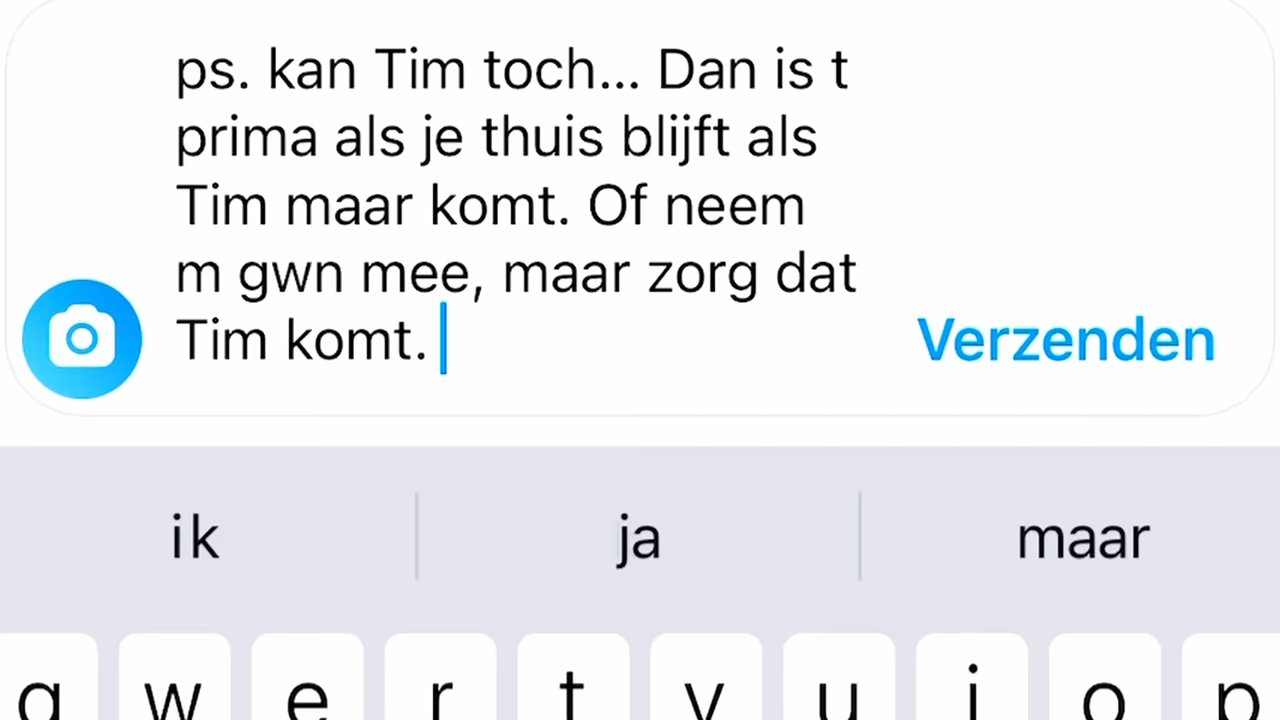 ps. kan Tim toch... Dan is t
prima als je thuis blijft als
Tim maar komt. Of neem
m gwn mee, maar zorg dat
Tim komt.
Verzenden
ik ja maar
q w e r t y u i o p